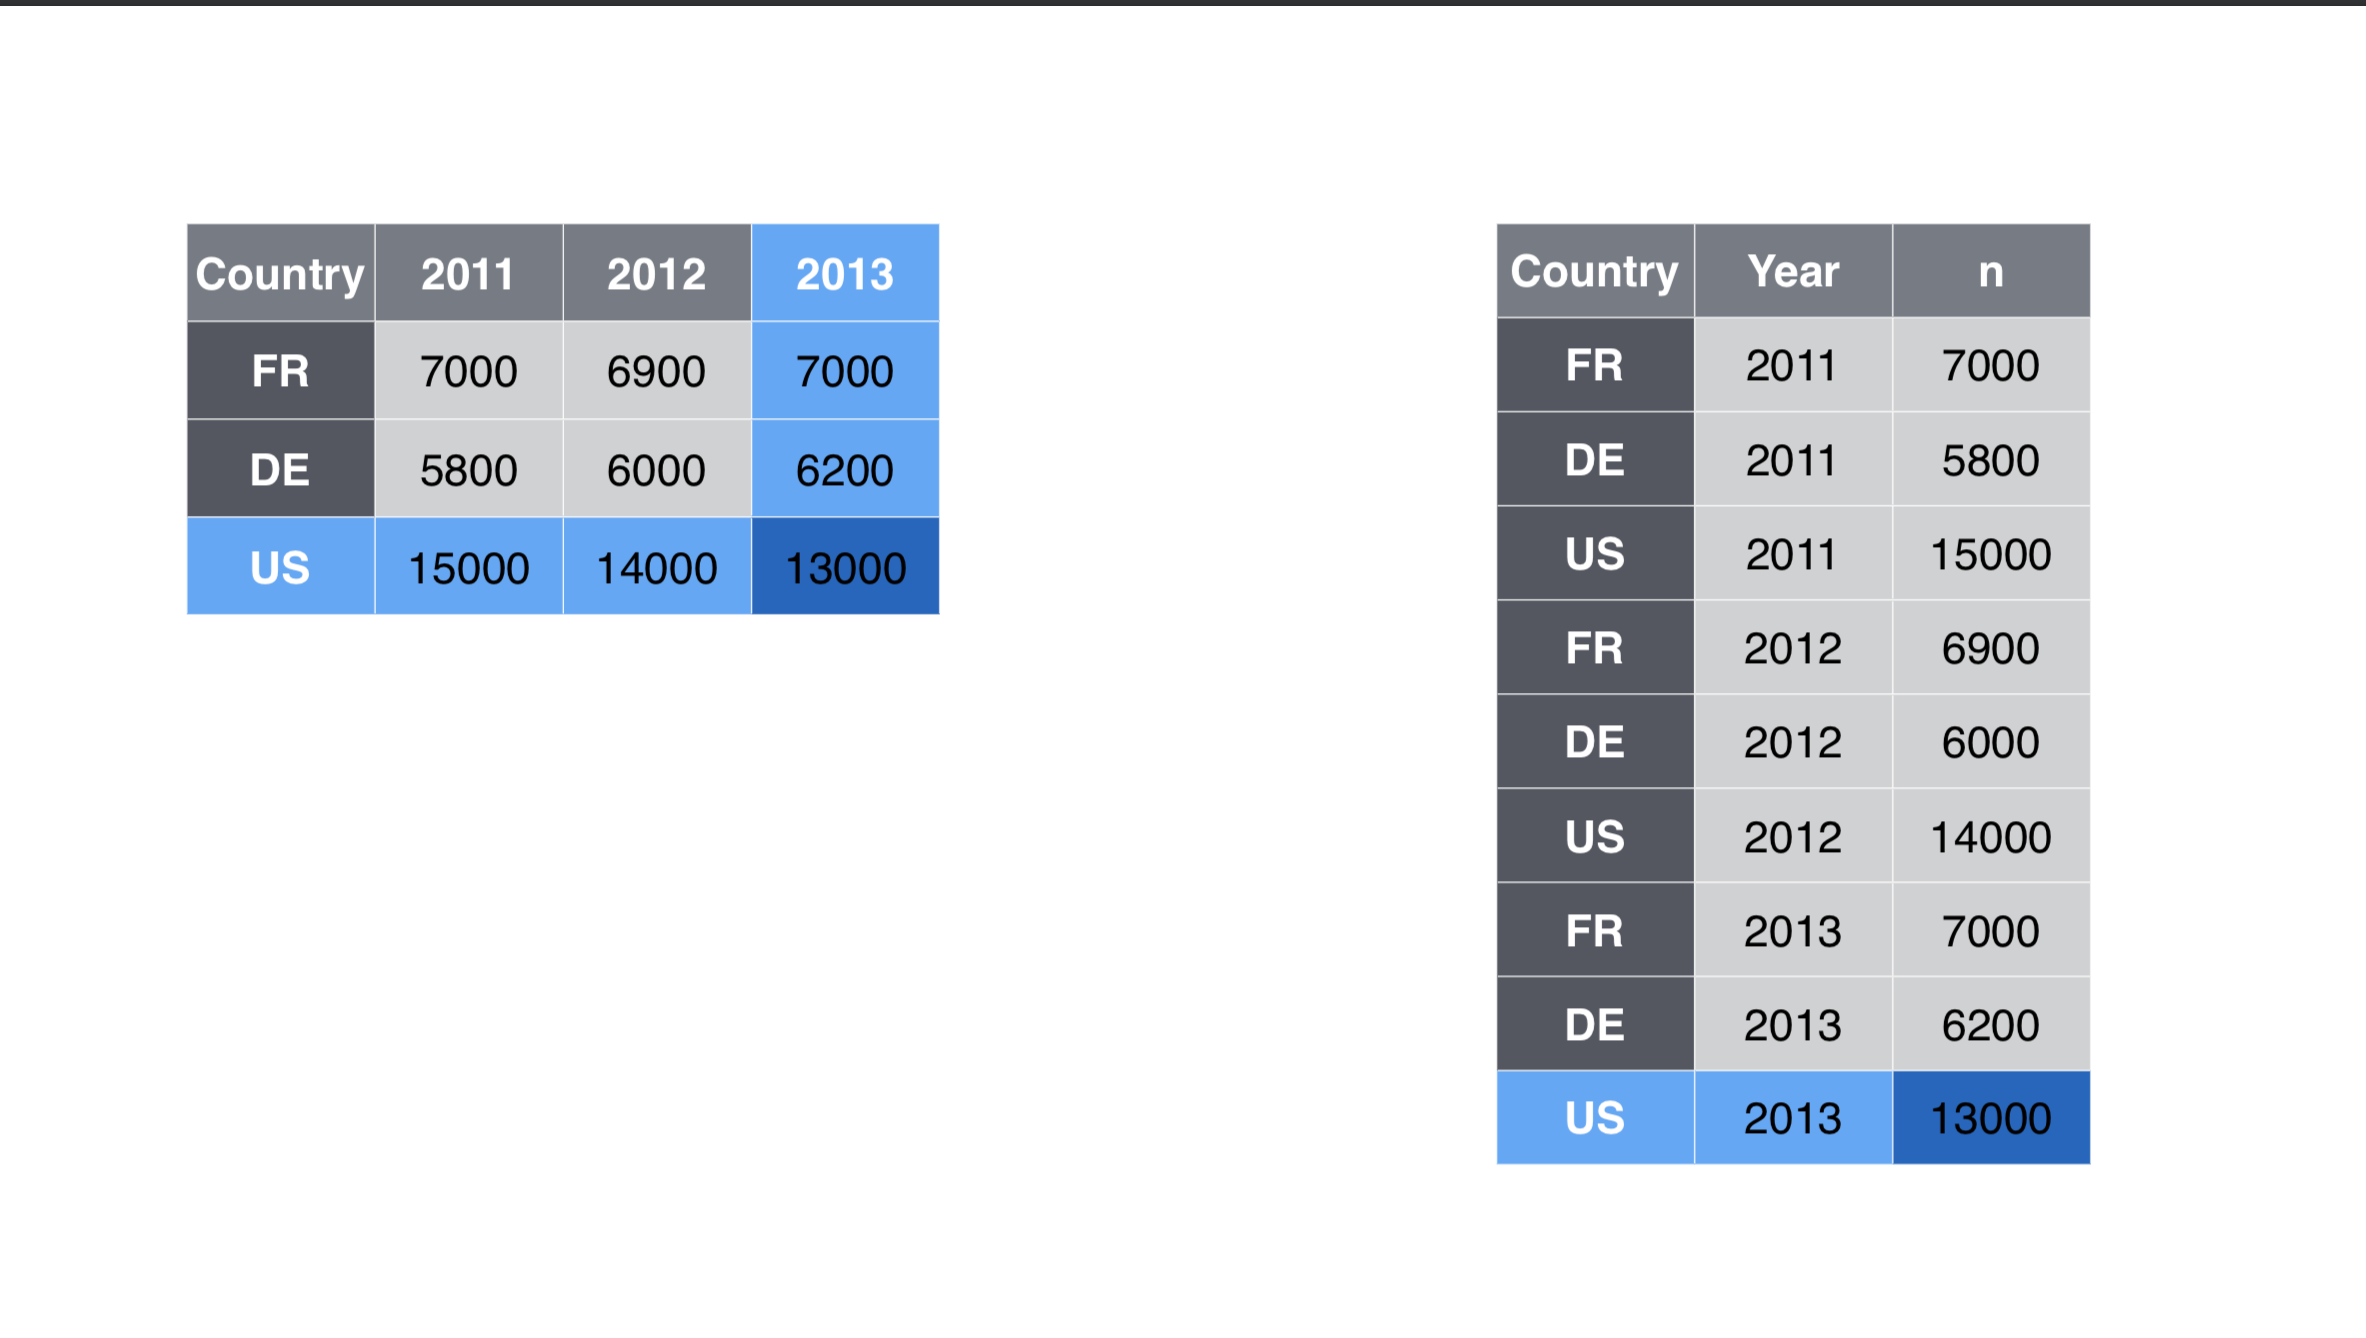 Country 2011 2012 2013
FR 7000 6900 7000
DE 5800 6000 6200
US 15000 14000 13000
Country Year n
FR 2011 7000
DE 2011 5800
US 2011 15000
FR 2012 6900
DE 2012 6000
US 2012 14000
FR 2013 7000
DE 2013 6200
US 2013 13000